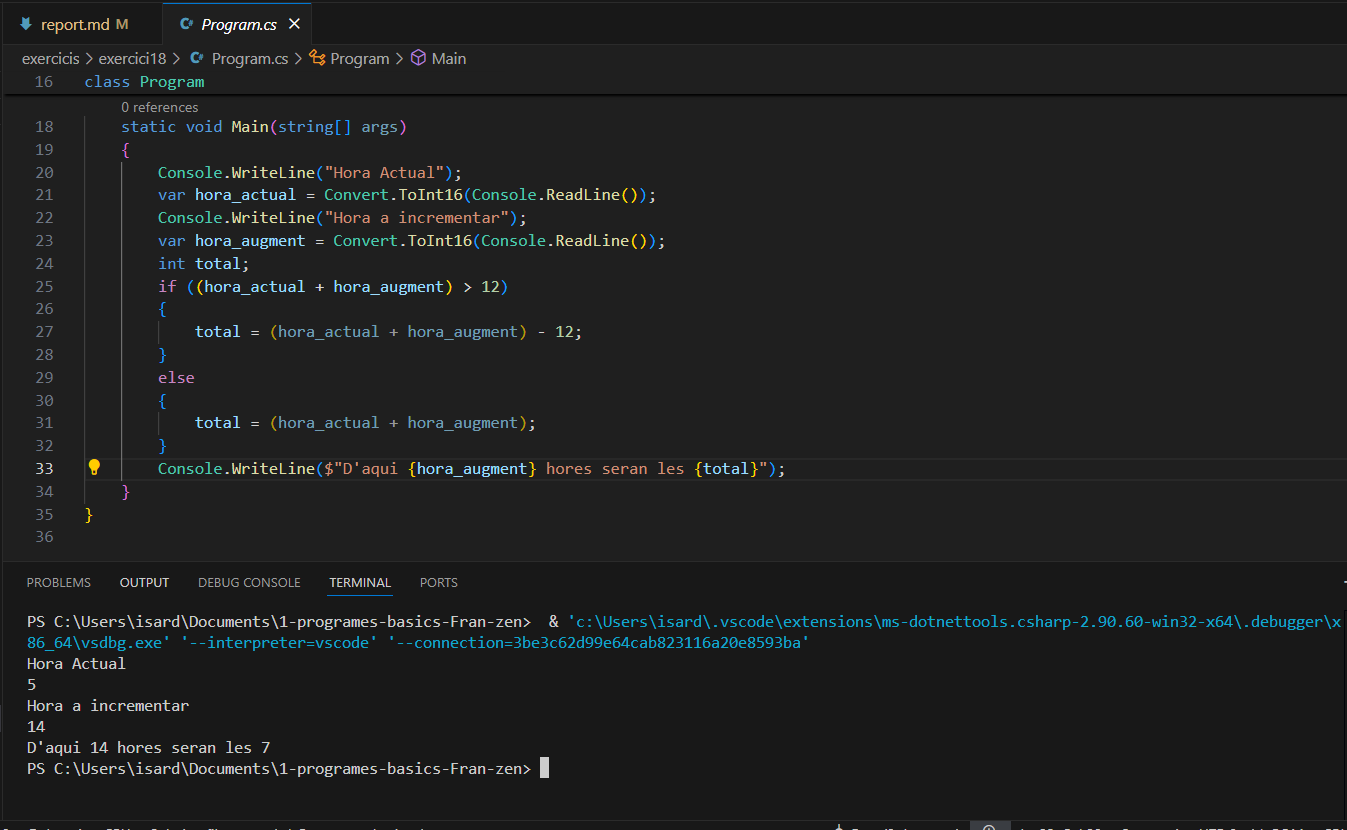 report.md M Program.cs
exercicis > exercici18 > Program.cs > Program > Main
16 class Program
0 references
18 static void Main(string[] args)
19 {
20 Console.WriteLine("Hora Actual");
21 var hora_actual = Convert.ToInt16(Console.ReadLine());
22 Console.WriteLine("Hora a incrementar");
23 var hora_augment = Convert.ToInt16(Console.ReadLine());
24 int total;
25 if ((hora_actual + hora_augment) > 12)
26 {
27 total = (hora_actual + hora_augment) - 12;
28 }
29 else
30 {
31 total = (hora_actual + hora_augment);
32 }
33 Console.WriteLine($"D'aqui {hora_augment} hores seran les {total}");
34 }
35 }
36
PROBLEMS OUTPUT DEBUG CONSOLE TERMINAL PORTS
PS C:\Users\isard\Documents\1-programes-basics-Fran-zen> & 'c:\Users\isard\.vscode\extensions\ms-dotnettools.csharp-2.90.60-win32-x64\.debugger\x
86_64\vsdbg.exe' '--interpreter=vscode' '--connection=3be3c62d99e64cab823116a20e8593ba'
Hora Actual
5
Hora a incrementar
14
D'aqui 14 hores seran les 7
PS C:\Users\isard\Documents\1-programes-basics-Fran-zen>